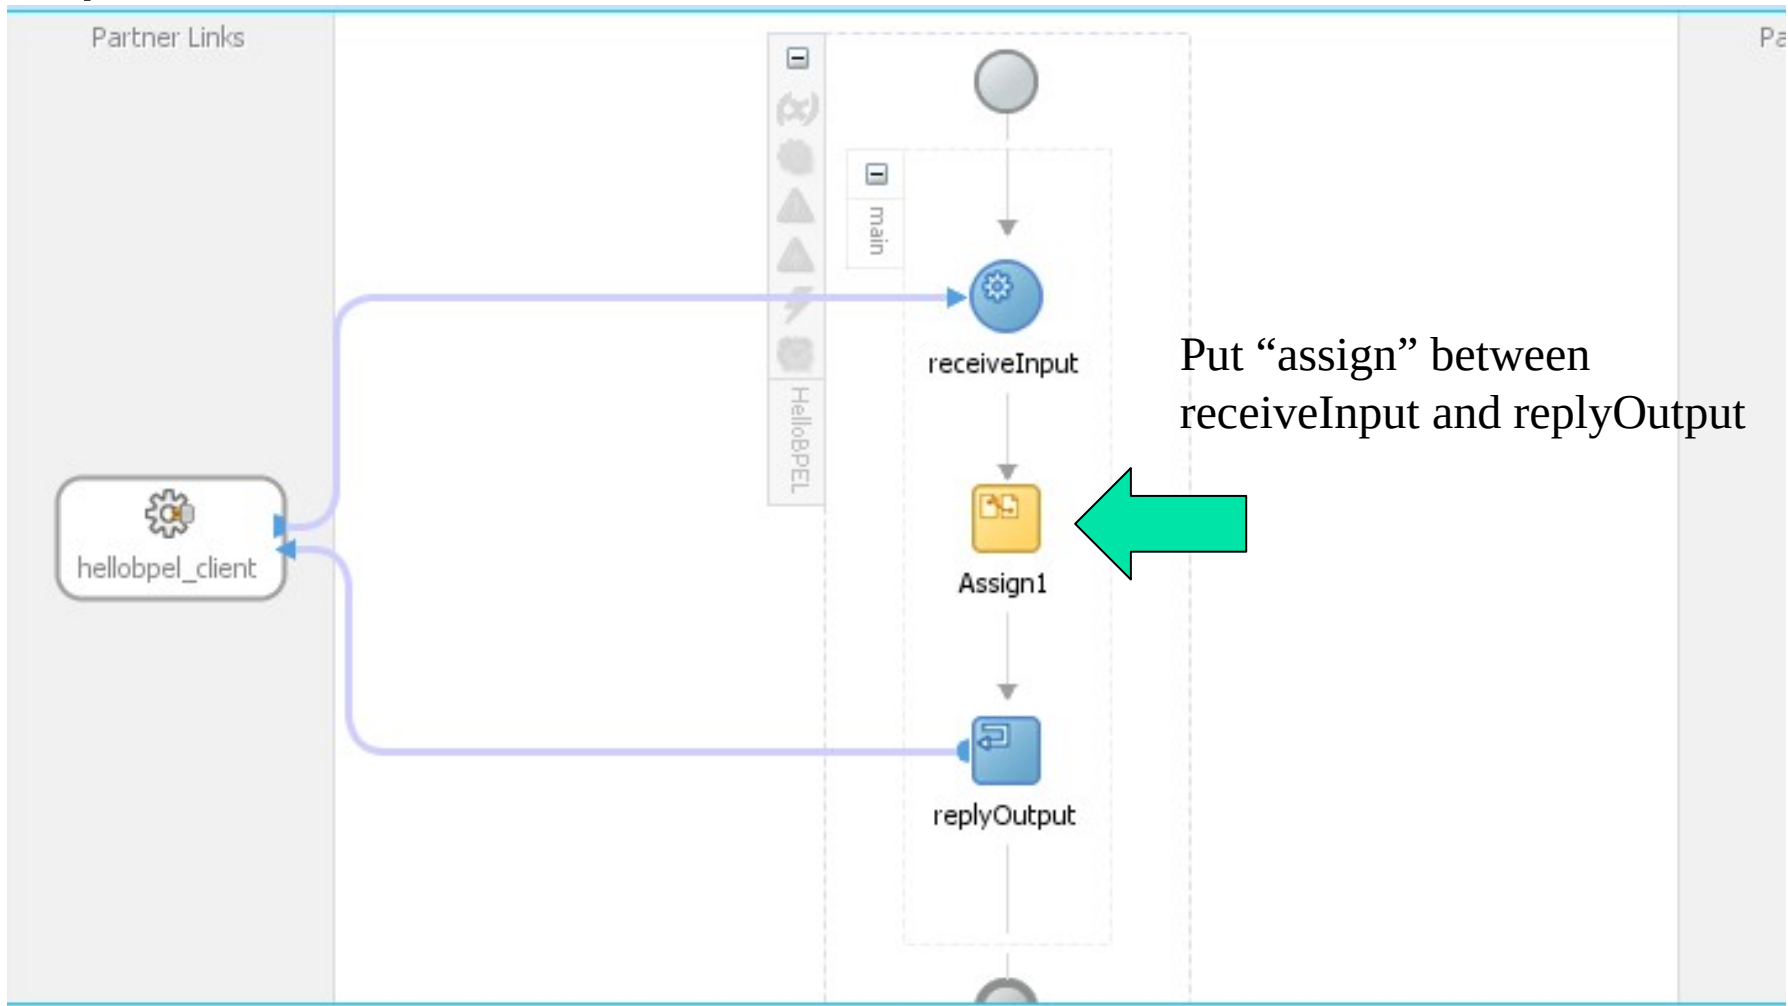 Partner Links
Pa
main
receiveInput
Put “assign” between
receiveInput and replyOutput
HelloBPEL
hellobpel_client
Assign1
replyOutput